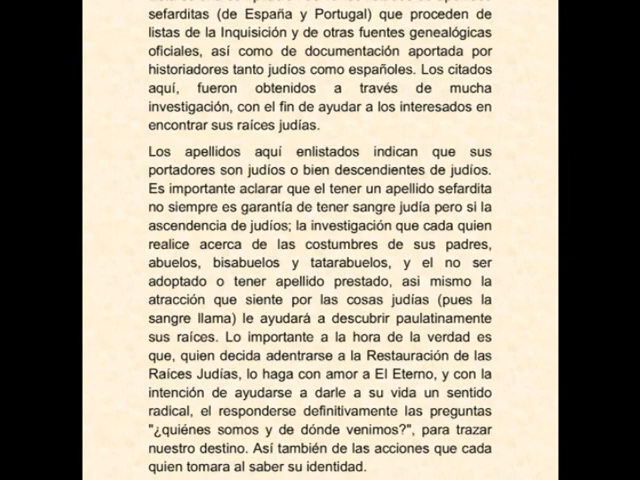 sefarditas (de España y Portugal) que proceden de
listas de la Inquisición y de otras fuentes genealógicas
oficiales, así como de documentación aportada por
historiadores tanto judíos como españoles. Los citados
aquí, fueron obtenidos a través de mucha
investigación, con el fin de ayudar a los interesados en
encontrar sus raíces judías.
Los apellidos aquí enlistados indican que sus
portadores son judíos o bien descendientes de judíos.
Es importante aclarar que el tener un apellido sefardita
no siempre es garantía de tener sangre judía pero si la
ascendencia de judíos; la investigación que cada quien
realice acerca de las costumbres de sus padres,
abuelos, bisabuelos y tatarabuelos, y el no ser
adoptado o tener apellido prestado, asi mismo la
atracción que siente por las cosas judías (pues la
sangre llama) le ayudará a descubrir paulatinamente
sus raíces. Lo importante a la hora de la verdad es
que, quien decida adentrarse a la Restauración de las
Raíces Judías, lo haga con amor a El Eterno, y con la
intención de ayudarse a darle a su vida un sentido
radical, el responderse definitivamente las preguntas
"¿quiénes somos y de dónde venimos?", para trazar
nuestro destino. Así también de las acciones que cada
quien tomara al saber su identidad.